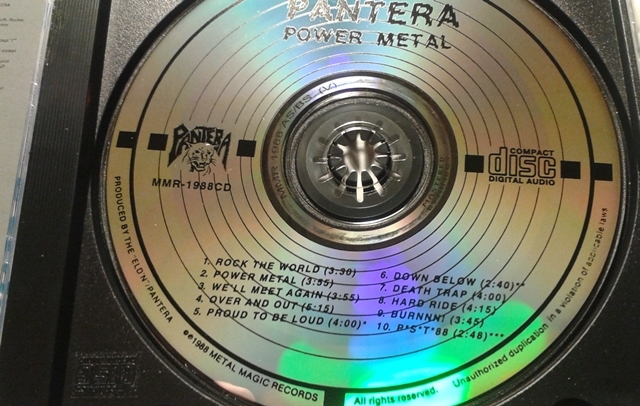 PANTERA
POWER METAL
PANTERA
MMR-1988CD
COMPACT
disc
DIGITAL AUDIO
1. ROCK THE WORLD (3:30)
2. POWER METAL (3:55)
3. WE'LL MEET AGAIN (3:55)
4. OVER AND OUT (5:15)
5. PROUD TO BE LOUD (4:00)*
6. DOWN BELOW (2:40)**
7. DEATH TRAP (4:00)
8. HARD RIDE (4:15)
9. BURNNN! (3:45)
10. P*S*T*88 (2:48)***
PRODUCED BY THE "ELD'N"/PANTERA
1988 METAL MAGIC RECORDS
All rights reserved. Unauthorized duplication in a violation of applicable laws